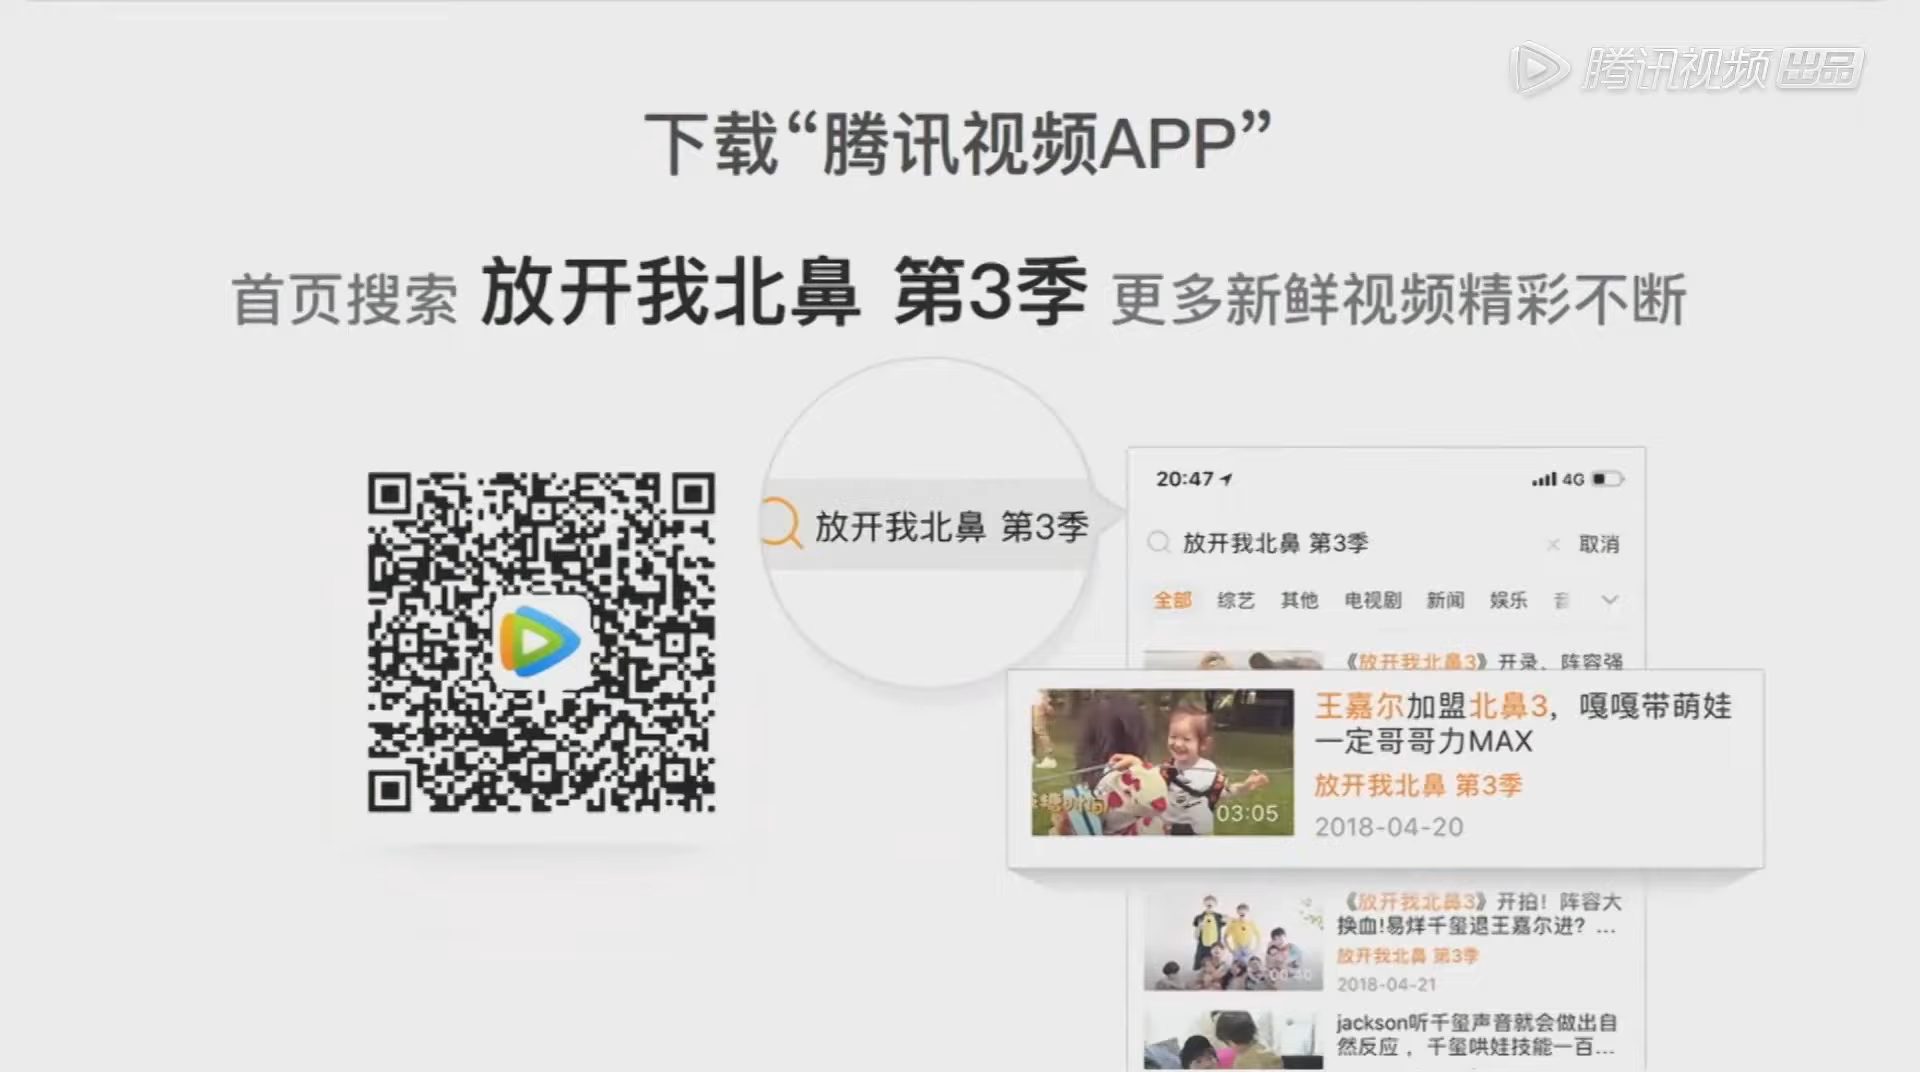 腾讯视频 出品
下载“腾讯视频APP”
首页搜索 放开我北鼻 第3季 更多新鲜视频精彩不断
放开我北鼻 第3季
20:47
4G
放开我北鼻 第3季
取消
全部 综艺 其他 电视剧 新闻 娱乐 音
《放开我北鼻3》开录，阵容强
王嘉尔加盟北鼻3，嘎嘎带萌娃
一定哥哥力MAX
放开我北鼻 第3季
2018-04-20
03:05
《放开我北鼻3》开拍！阵容大
换血!易烊千玺退王嘉尔进？...
放开我北鼻 第3季
2018-04-21
jackson听千玺声音就会做出自
然反应，千玺哄娃技能一百...